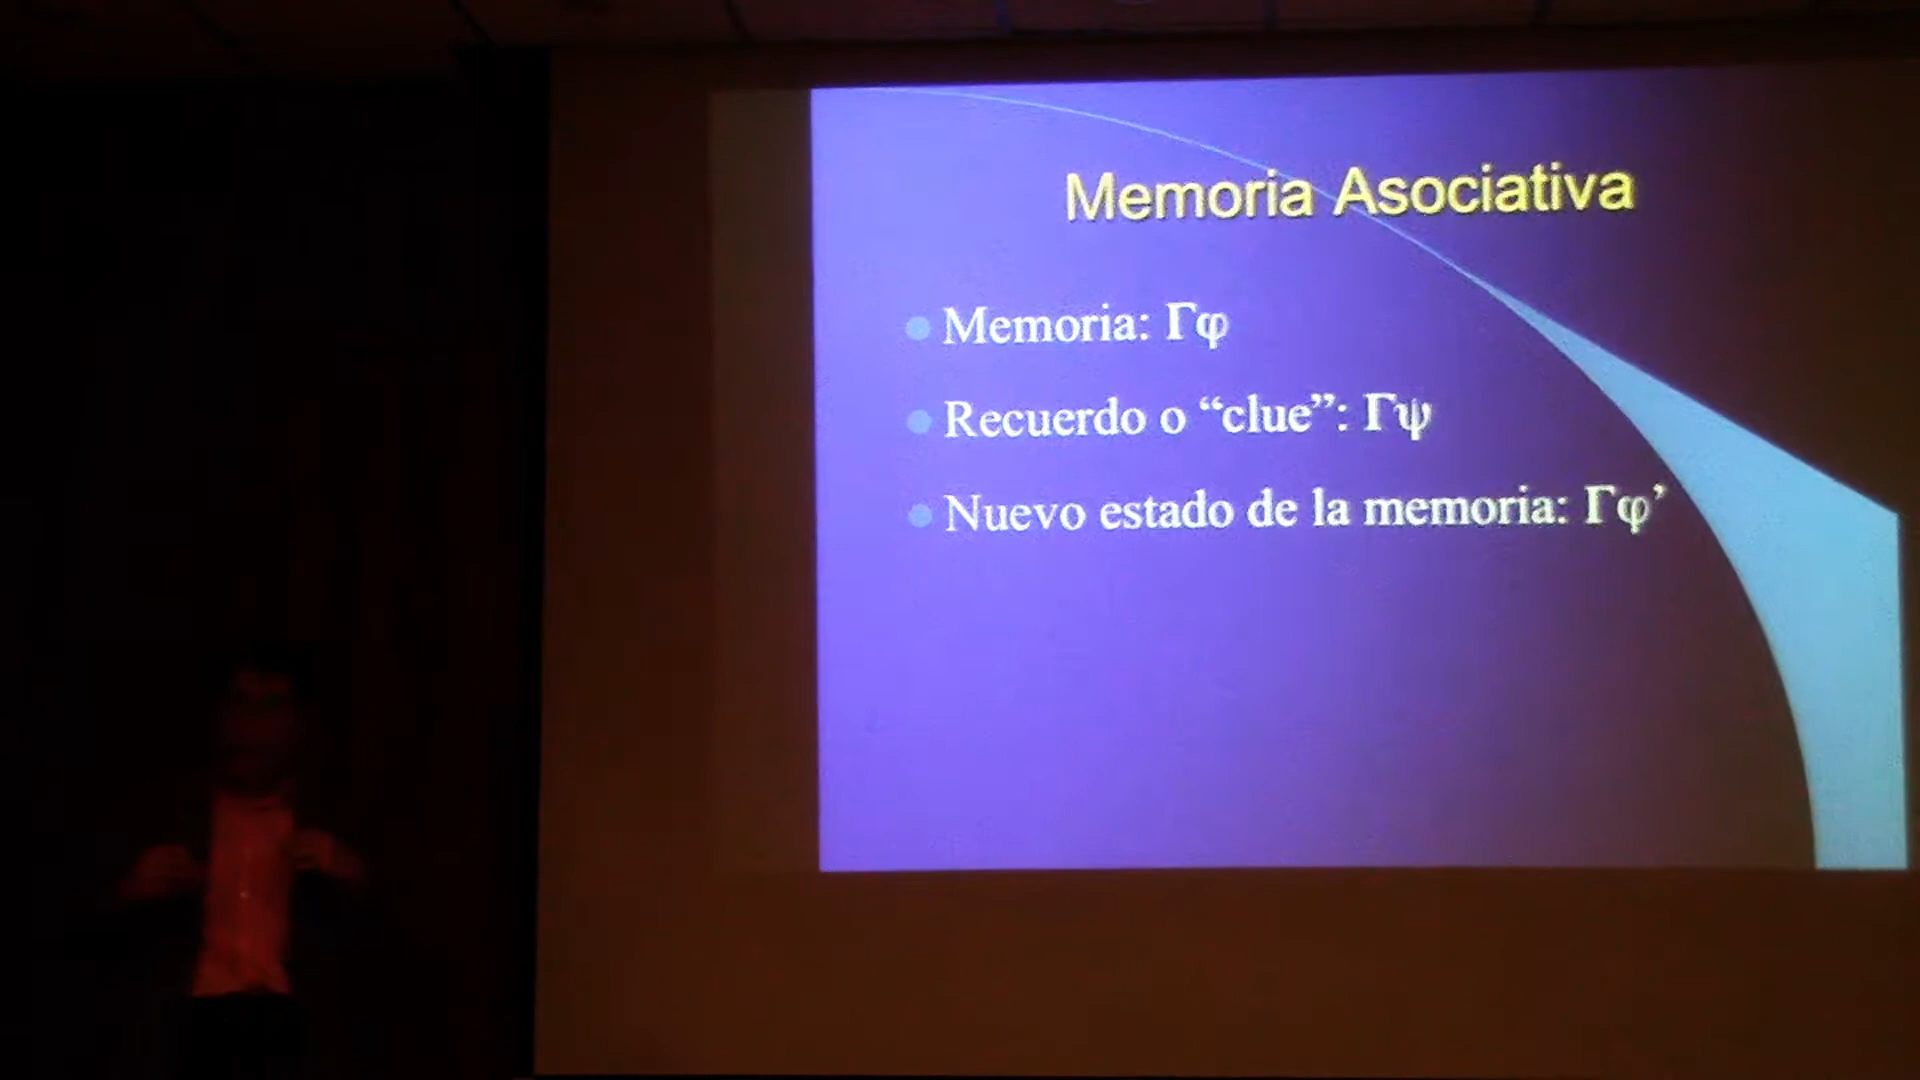 Memoria Asociativa
Memoria: Γφ
Recuerdo o “clue”: Γψ
Nuevo estado de la memoria: Γφ’